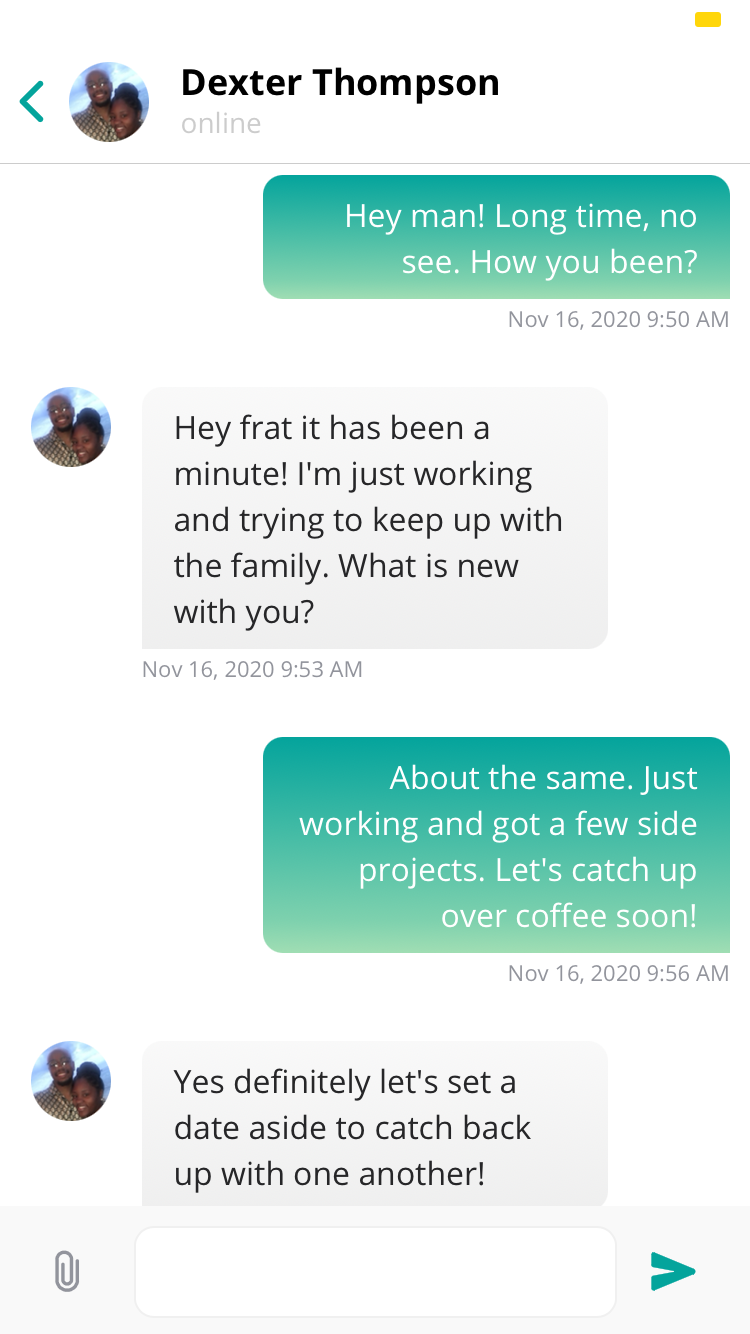 Dexter Thompson
online
Hey man! Long time, no
see. How you been?
Nov 16, 2020 9:50 AM
Hey frat it has been a
minute! I'm just working
and trying to keep up with
the family. What is new
with you?
Nov 16, 2020 9:53 AM
About the same. Just
working and got a few side
projects. Let's catch up
over coffee soon!
Nov 16, 2020 9:56 AM
Yes definitely let's set a
date aside to catch back
up with one another!